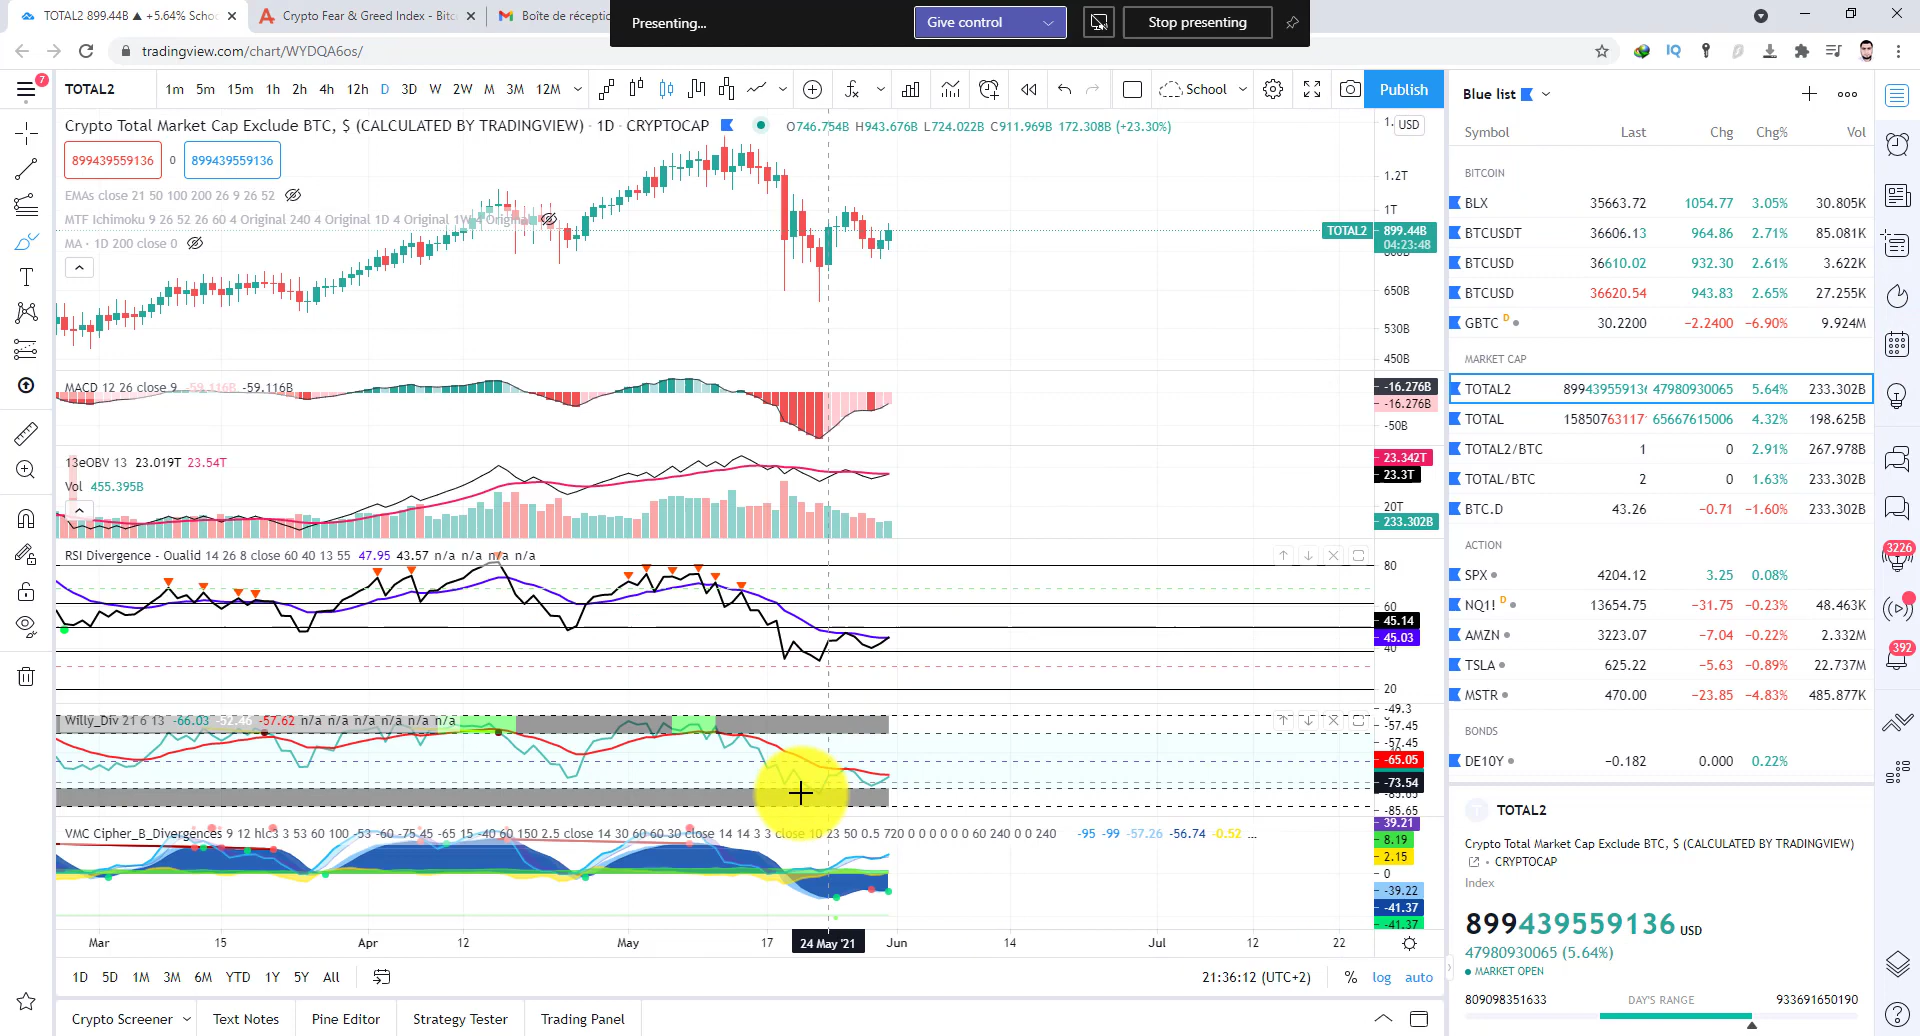 TOTAL2 899.44B ▲ +5.64% Schoo
Crypto Fear & Greed Index - Bitc
Boîte de réceptio
Presenting...
Give control
Stop presenting
tradingview.com/chart/WYDQA6os/
IQ
7
TOTAL2
1m 5m 15m 1h 2h 4h 12h D 3D W 2W M 3M 12M
School
Publish
Crypto Total Market Cap Exclude BTC, $ (CALCULATED BY TRADINGVIEW) · 1D · CRYPTOCAP
O746.754B H943.676B L724.022B C911.969B 172.308B (+23.30%)
USD
899439559136 0 899439559136
EMAs close 21 50 100 200 26 9 26 52
MTF Ichimoku 9 26 52 26 60 4 Original 240 4 Original 1D 4 Original 1W 4 Original
MA · 1D 200 close 0
1.2T
1T
TOTAL2 899.44B
04:23:48
650B
530B
450B
MACD 12 26 close 9 -59.116B -59.116B
-16.276B
-16.276B
-50B
13eOBV 13 23.019T 23.54T
Vol 455.395B
23.342T
23.3T
20T
233.302B
RSI Divergence - Oualid 14 26 8 close 60 40 13 55 47.95 43.57 n/a n/a n/a n/a
80
60
45.14
45.03
40
20
Willy_Div 21 6 13 -66.03 -52.46 -57.62 n/a n/a n/a n/a n/a n/a
-49.3
-57.45
-57.45
-65.05
-73.54
-85.65
VMC Cipher_B_Divergences 9 12 hlc3 3 53 60 100 -53 -60 -75 45 -65 15 -40 60 150 2.5 close 14 30 60 60 30 close 14 14 3 3 close 10 23 50 0.5 720 0 0 0 0 0 0 60 240 0 0 240 -95 -99 -57.26 -56.74 -0.52 ...
39.21
8.19
2.15
0
-39.22
-41.37
-41.37
Mar 15 Apr 12 May 17 24 May '21 Jun 14 Jul 12 22
1D 5D 1M 3M 6M YTD 1Y 5Y All
21:36:12 (UTC+2) % log auto
Crypto Screener Text Notes Pine Editor Strategy Tester Trading Panel
Blue list
Symbol Last Chg Chg% Vol
BITCOIN
BLX 35663.72 1054.77 3.05% 30.805K
BTCUSDT 36606.13 964.86 2.71% 85.081K
BTCUSD 36610.02 932.30 2.61% 3.622K
BTCUSD 36620.54 943.83 2.65% 27.255K
GBTC D 30.2200 -2.2400 -6.90% 9.924M
MARKET CAP
TOTAL2 89943955913 47980930065 5.64% 233.302B
TOTAL 15850763117 65667615006 4.32% 198.625B
TOTAL2/BTC 1 0 2.91% 267.978B
TOTAL/BTC 2 0 1.63% 233.302B
BTC.D 43.26 -0.71 -1.60% 233.302B
ACTION
SPX 4204.12 3.25 0.08%
NQ1! D 13654.75 -31.75 -0.23% 48.463K
AMZN 3223.07 -7.04 -0.22% 2.332M
TSLA 625.22 -5.63 -0.89% 22.737M
MSTR 470.00 -23.85 -4.83% 485.877K
BONDS
DE10Y -0.182 0.000 0.22%
TOTAL2
Crypto Total Market Cap Exclude BTC, $ (CALCULATED BY TRADINGVIEW)
CRYPTOCAP
Index
899439559136 USD
47980930065 (5.64%)
MARKET OPEN
809098351633 DAY'S RANGE 933691650190
3226
392